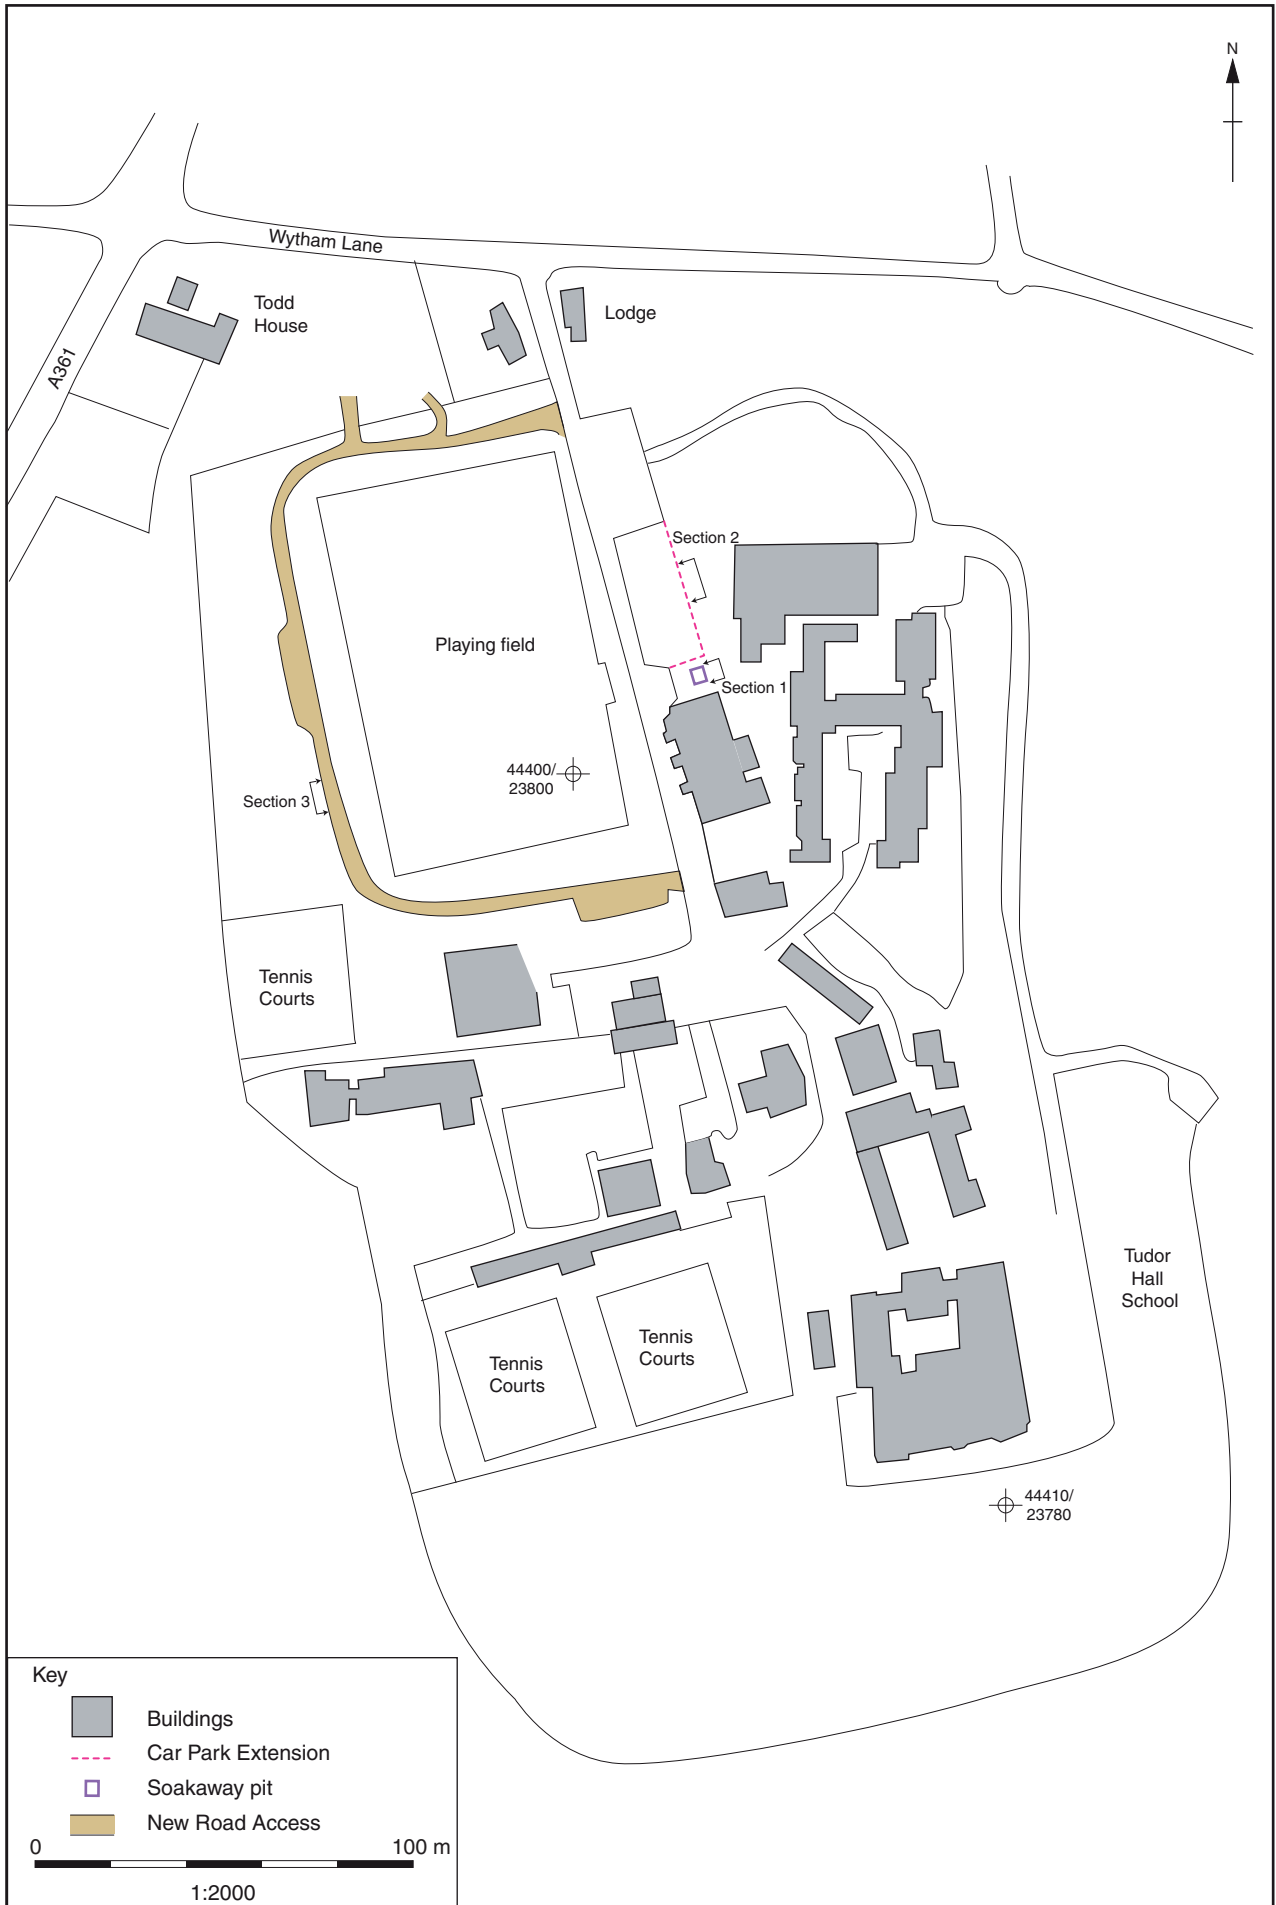 N
Wytham Lane
Todd
House
Lodge
A361
Section 2
Playing field
Section 1
44400/
23800
Section 3
Tennis
Courts
Tudor
Hall
School
Tennis
Courts
Tennis
Courts
44410/
23780
Key
Buildings
Car Park Extension
Soakaway pit
New Road Access
0 100 m
1:2000